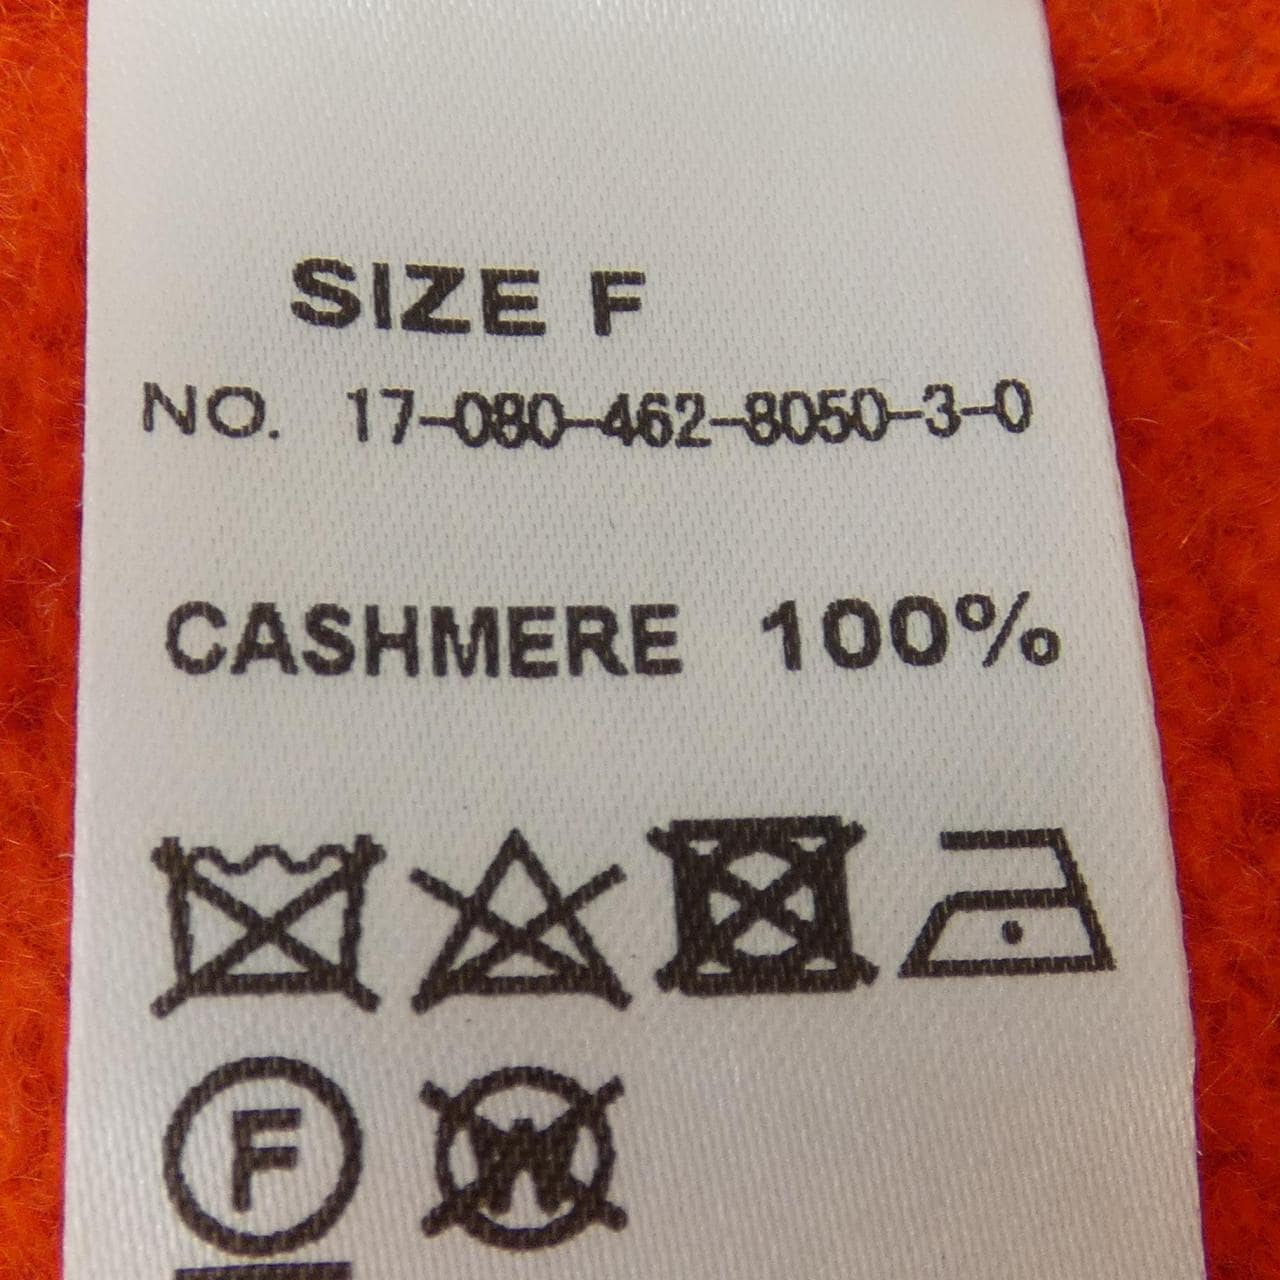 SIZE F
NO. 17-080-462-8050-3-0
CASHMERE 100%
F W